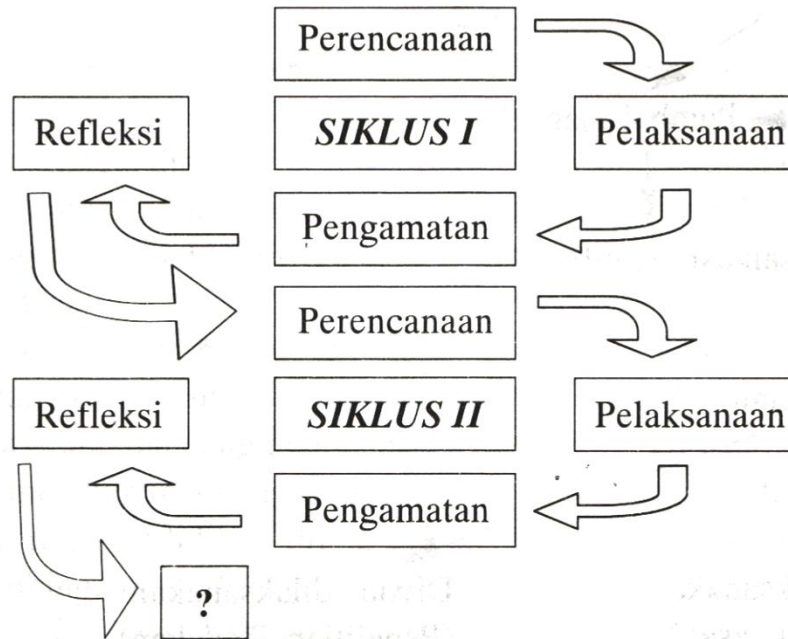 Perencanaan
Refleksi
SIKLUS I
Pelaksanaan
Pengamatan
Perencanaan
Refleksi
SIKLUS II
Pelaksanaan
Pengamatan
?